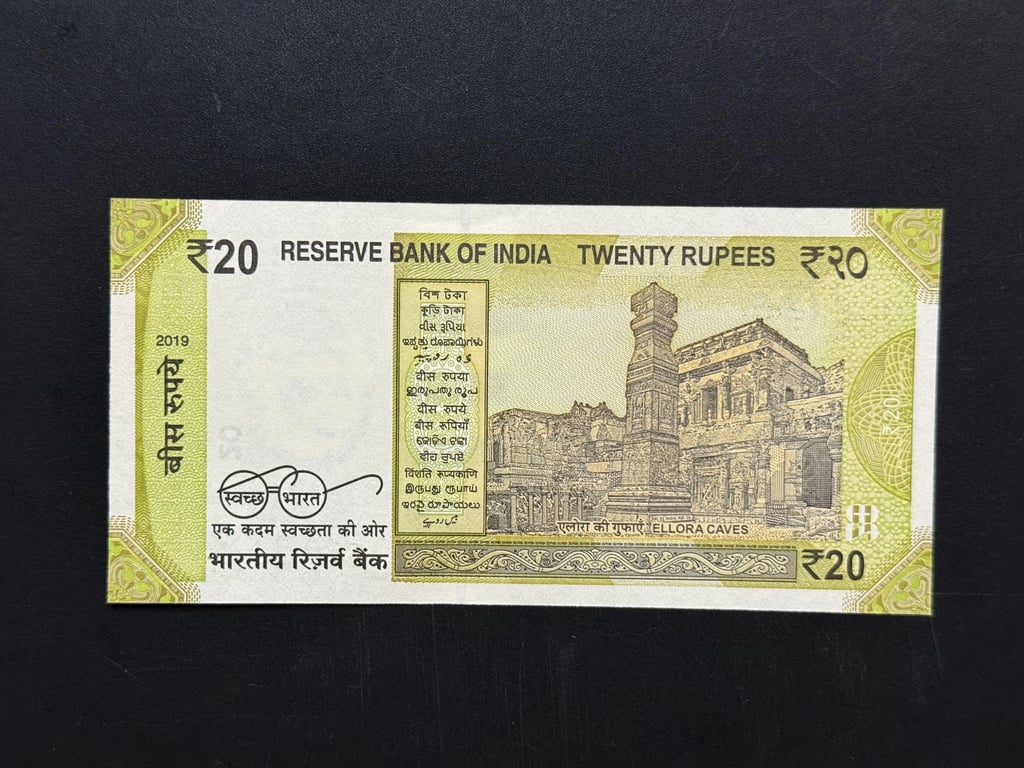 ₹20 RESERVE BANK OF INDIA TWENTY RUPEES ₹२०
2019
बीस रुपये
বিশ টকা
কুড়ি টাকা
વીસ રૂપિયા
ಇಪ್ಪತ್ತು ರೂಪಾಯಿಗಳು
वीस रुपया
ഇരുപതു രൂപ
वीस रुपये
बीस रुपियाँ
କୋଡ଼ିଏ ଟଙ୍କା
ਵੀਹ ਰੁਪਏ
विंशति रूप्यकाणि
இருபது ரூபாய்
ఇరవై రూపాయలు
₹20
स्वच्छ भारत
एक कदम स्वच्छता की ओर
भारतीय रिज़र्व बैंक
एलोरा की गुफाएँ ELLORA CAVES
₹20